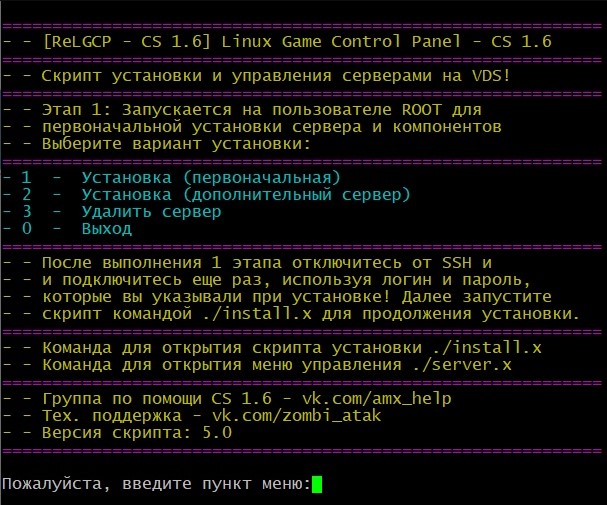 ============================================================
- - [ReLGCP - CS 1.6] Linux Game Control Panel - CS 1.6
============================================================
- - Скрипт установки и управления серверами на VDS!
============================================================
- - Этап 1: Запускается на пользователе ROOT для
- - первоначальной установки сервера и компонентов
- - Выберите вариант установки:
============================================================
- 1  -  Установка (первоначальная)
- 2  -  Установка (дополнительный сервер)
- 3  -  Удалить сервер
- 0  -  Выход
============================================================
- - После выполнения 1 этапа отключитесь от SSH и
- - и подключитесь еще раз, используя логин и пароль,
- - которые вы указывали при установке! Далее запустите
- - скрипт командой ./install.x для продолжения установки.
============================================================
- - Команда для открытия скрипта установки ./install.x
- - Команда для открытия меню управления ./server.x
============================================================
- - Группа по помощи CS 1.6 - vk.com/amx_help
- - Тех. поддержка - vk.com/zombi_atak
- - Версия скрипта: 5.0
============================================================
Пожалуйста, введите пункт меню: